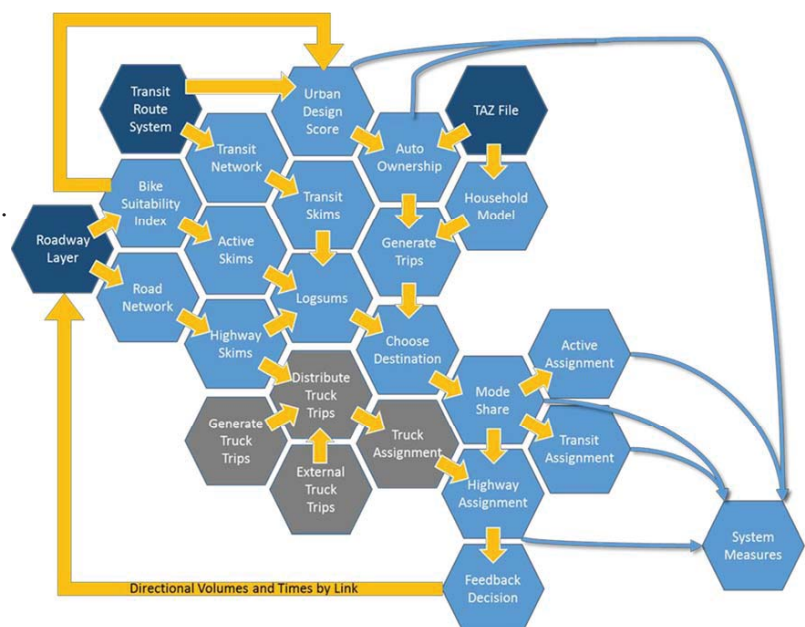 Transit
Route
System
Urban
Design
Score
TAZ File
Transit
Network
Auto
Ownership
Bike
Suitability
Index
Transit
Skims
Household
Model
Roadway
Layer
Active
Skims
Generate
Trips
Road
Network
Logsums
Highway
Skims
Choose
Destination
Active
Assignment
Distribute
Truck
Trips
Mode
Share
Generate
Truck
Trips
Truck
Assignment
Transit
Assignment
External
Truck
Trips
Highway
Assignment
System
Measures
Feedback
Decision
Directional Volumes and Times by Link